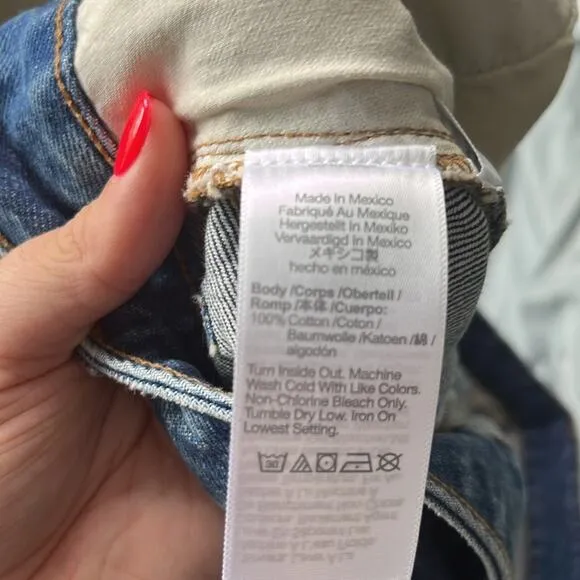 Made In Mexico
Fabriqué Au Mexique
Hergestellt In Mexiko
Vervaardigd In Mexico
メキシコ製
hecho en méxico
Body /Corps /Oberteil /
Romp /本体 /Cuerpo:
100% Cotton /Coton /
Baumwolle /Katoen /綿 /
algodón
Turn Inside Out. Machine
Wash Cold With Like Colors.
Non-Chlorine Bleach Only.
Tumble Dry Low. Iron On
Lowest Setting.
30